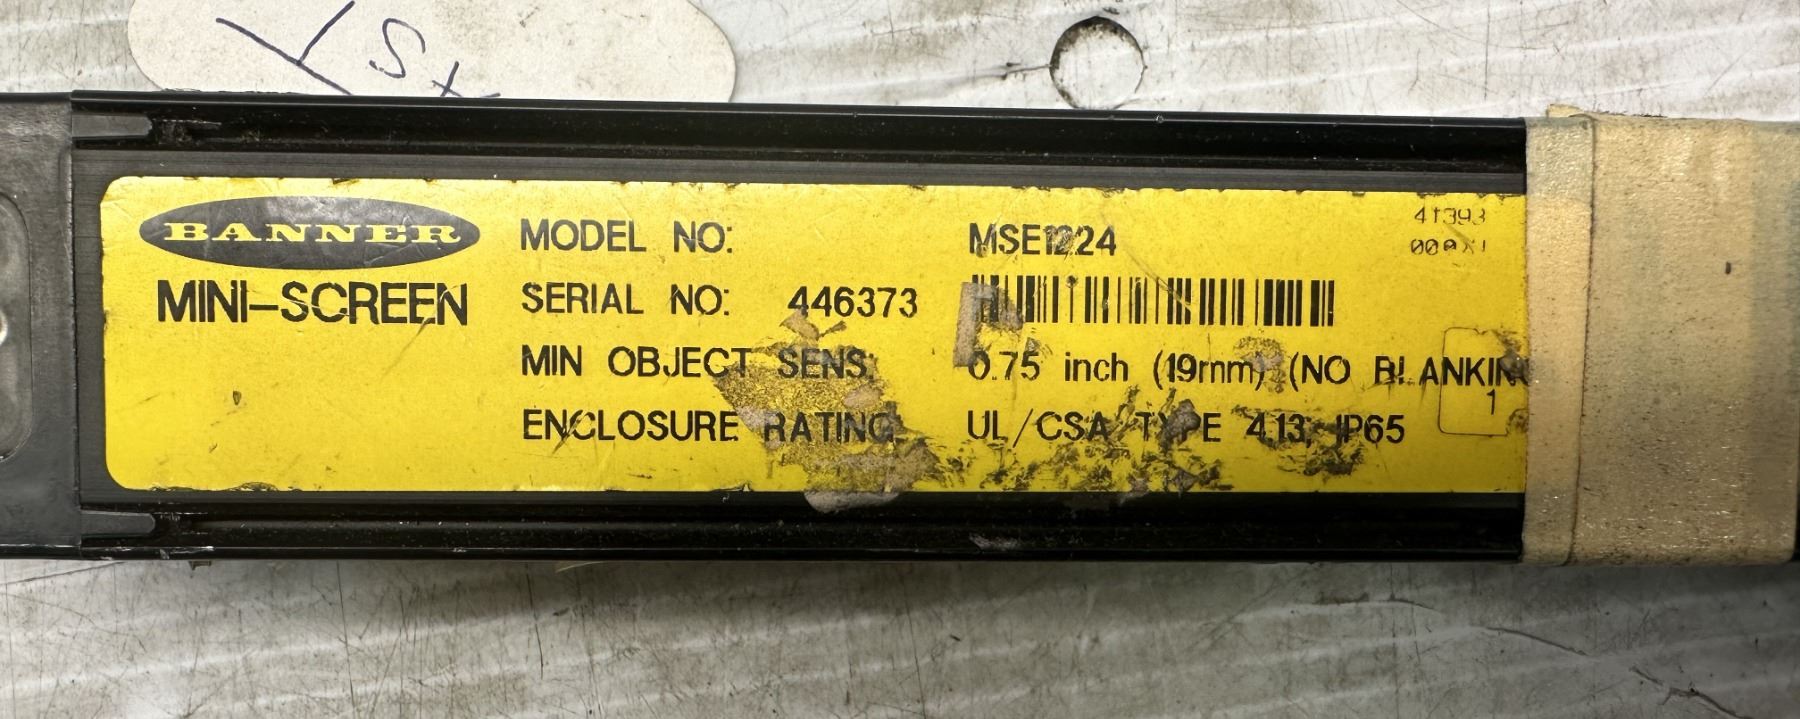 BANNER
MINI-SCREEN
MODEL NO: MSE1224
SERIAL NO: 446373
MIN OBJECT SENS: 0.75 inch (19mm) (NO BLANKIN
ENCLOSURE RATING: UL/CSA TYPE 4,13; IP65
1